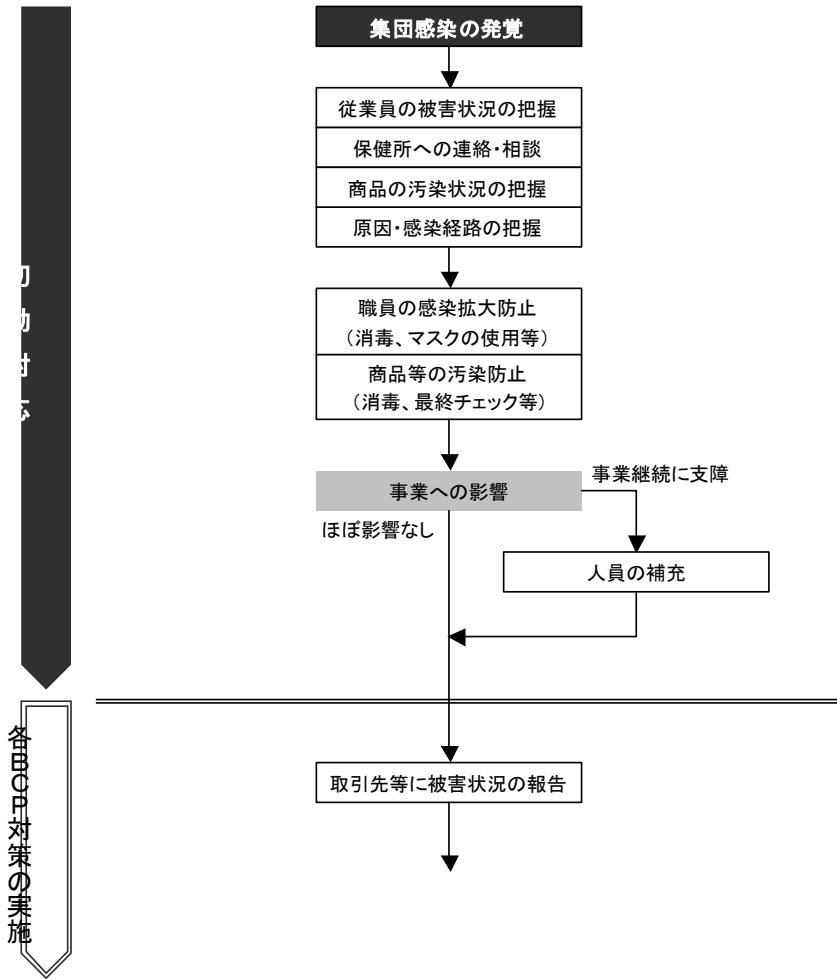 集団感染の発覚
従業員の被害状況の把握
保健所への連絡・相談
商品の汚染状況の把握
原因・感染経路の把握
職員の感染拡大防止
（消毒、マスクの使用等）
商品等の汚染防止
（消毒、最終チェック等）
事業への影響
事業継続に支障
ほぼ影響なし
人員の補充
取引先等に被害状況の報告
各BCP対策の実施